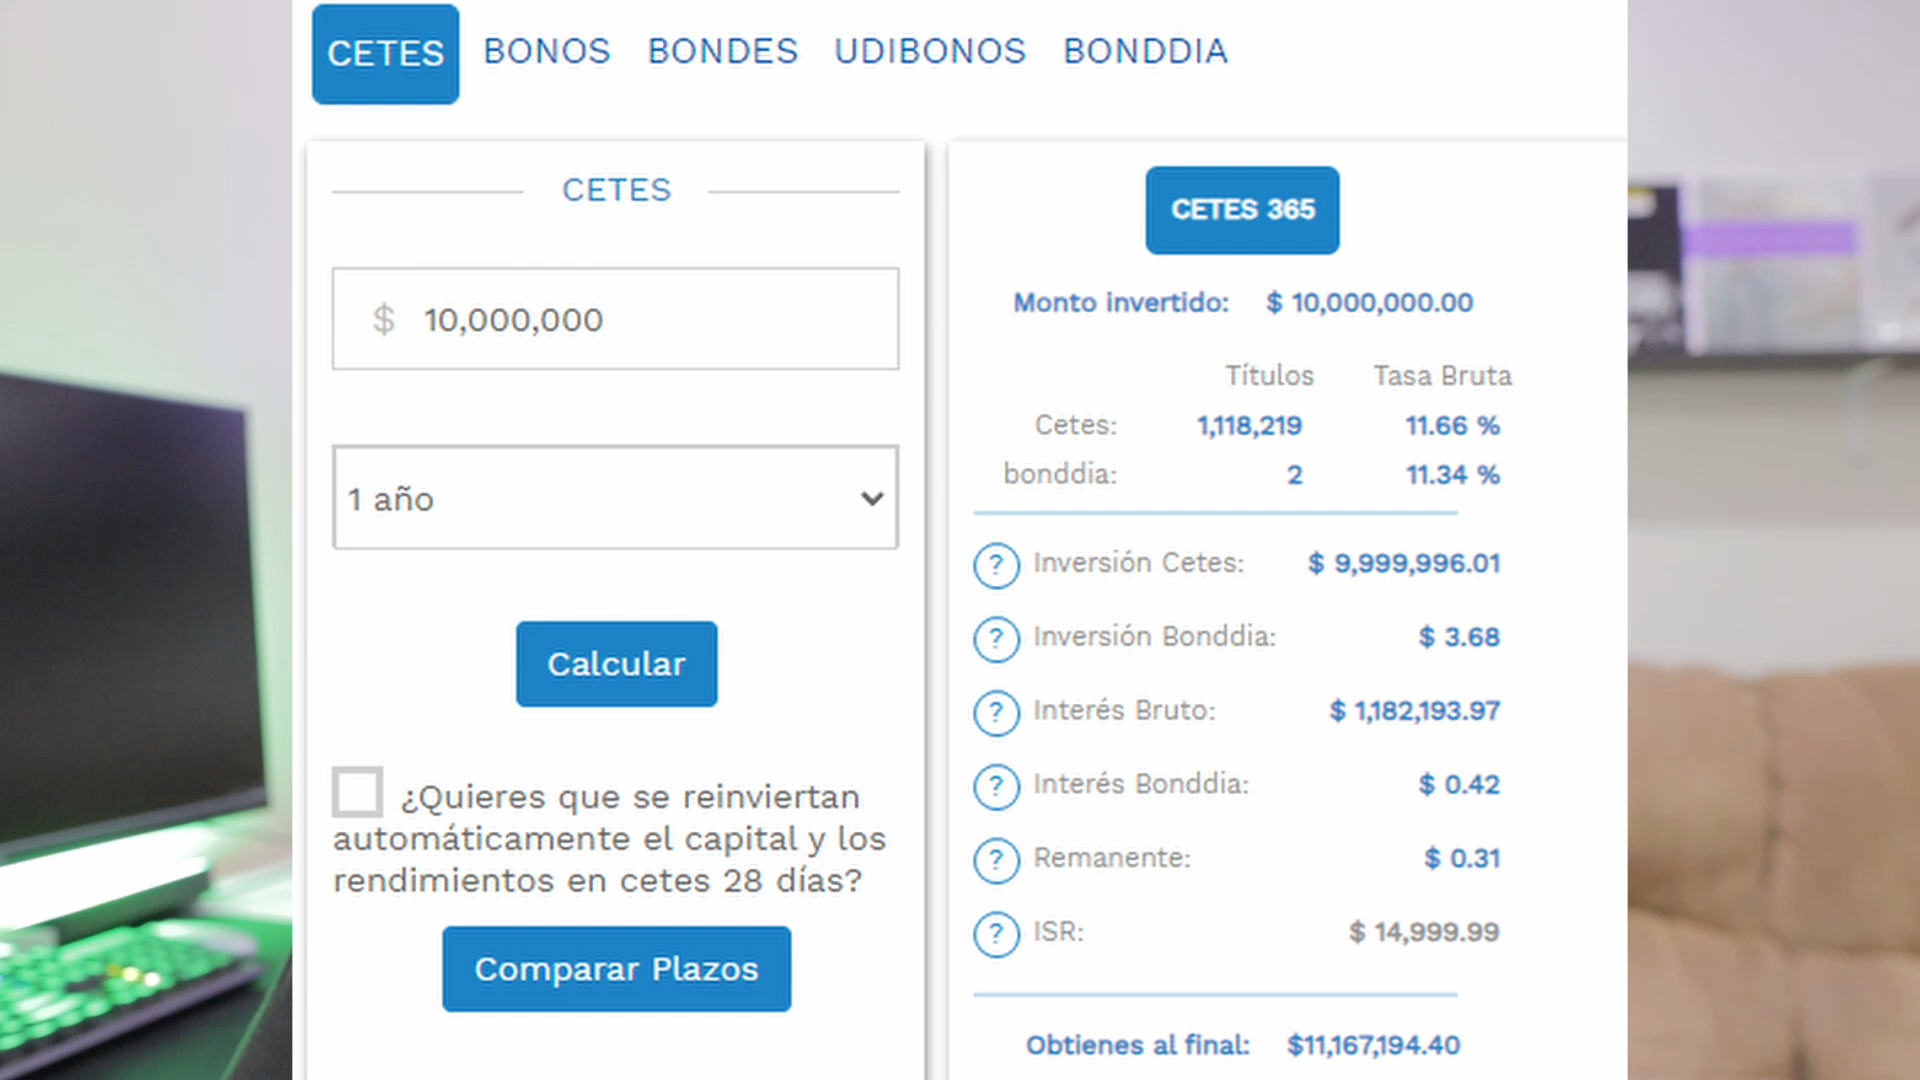 CETES BONOS BONDES UDIBONOS BONDDIA
CETES
$ 10,000,000
1 año
Calcular
¿Quieres que se reinviertan
automáticamente el capital y los
rendimientos en cetes 28 días?
Comparar Plazos
CETES 365
Monto invertido: $ 10,000,000.00
Títulos Tasa Bruta
Cetes: 1,118,219 11.66 %
bonddia: 2 11.34 %
? Inversión Cetes: $ 9,999,996.01
? Inversión Bonddia: $ 3.68
? Interés Bruto: $ 1,182,193.97
? Interés Bonddia: $ 0.42
? Remanente: $ 0.31
? ISR: $ 14,999.99
Obtienes al final: $11,167,194.40